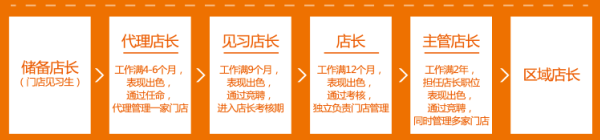 储备店长
（门店见习生）
代理店长
工作满4-6个月，
表现出色，
通过任命，
代理管理一家门店
见习店长
工作满9个月，
表现出色，
通过竞聘，
进入店长考核期
店长
工作满12个月，
表现出色，
通过考核，
独立负责门店管理
主管店长
工作满2年，
担任店长职位
表现出色，
通过竞聘，
同时管理多家门店
区域店长